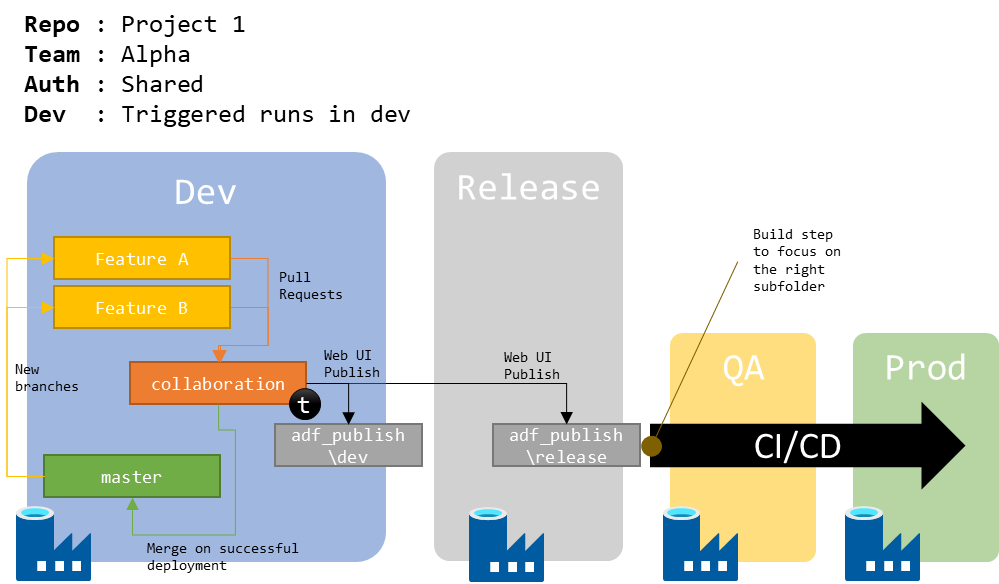 Repo : Project 1
Team : Alpha
Auth : Shared
Dev  : Triggered runs in dev
Dev
Release
Build step
to focus on
the right
subfolder
Feature A
Feature B
Pull
Requests
New
branches
collaboration
t
Web UI
Publish
Web UI
Publish
QA
Prod
adf_publish
\dev
adf_publish
\release
CI/CD
master
Merge on successful
deployment